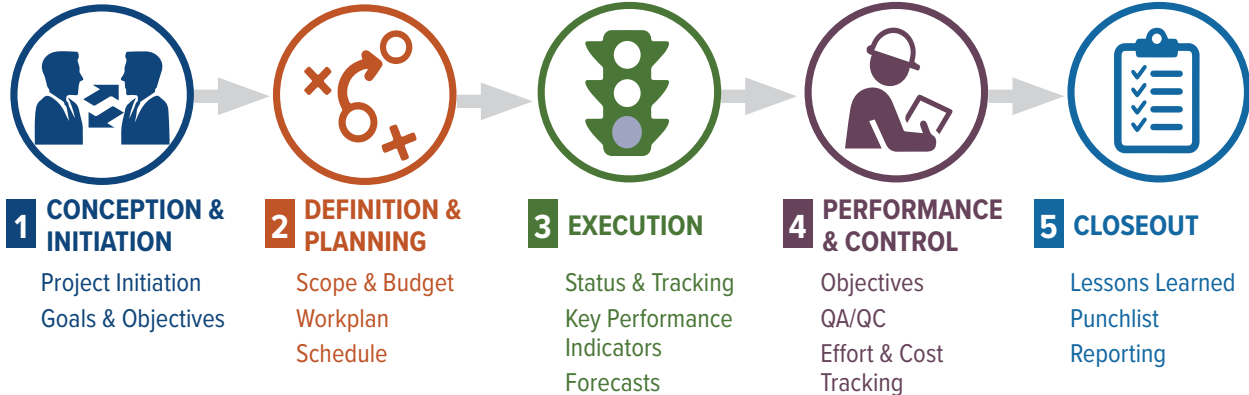 1 CONCEPTION &
INITIATION
Project Initiation
Goals & Objectives
2 DEFINITION &
PLANNING
Scope & Budget
Workplan
Schedule
3 EXECUTION
Status & Tracking
Key Performance
Indicators
Forecasts
4 PERFORMANCE
& CONTROL
Objectives
QA/QC
Effort & Cost
Tracking
5 CLOSEOUT
Lessons Learned
Punchlist
Reporting